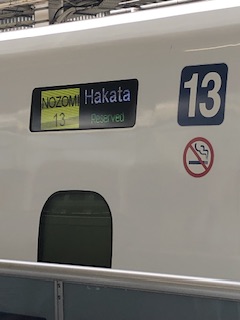 NOZOMI
13
Hakata
Reserved
13